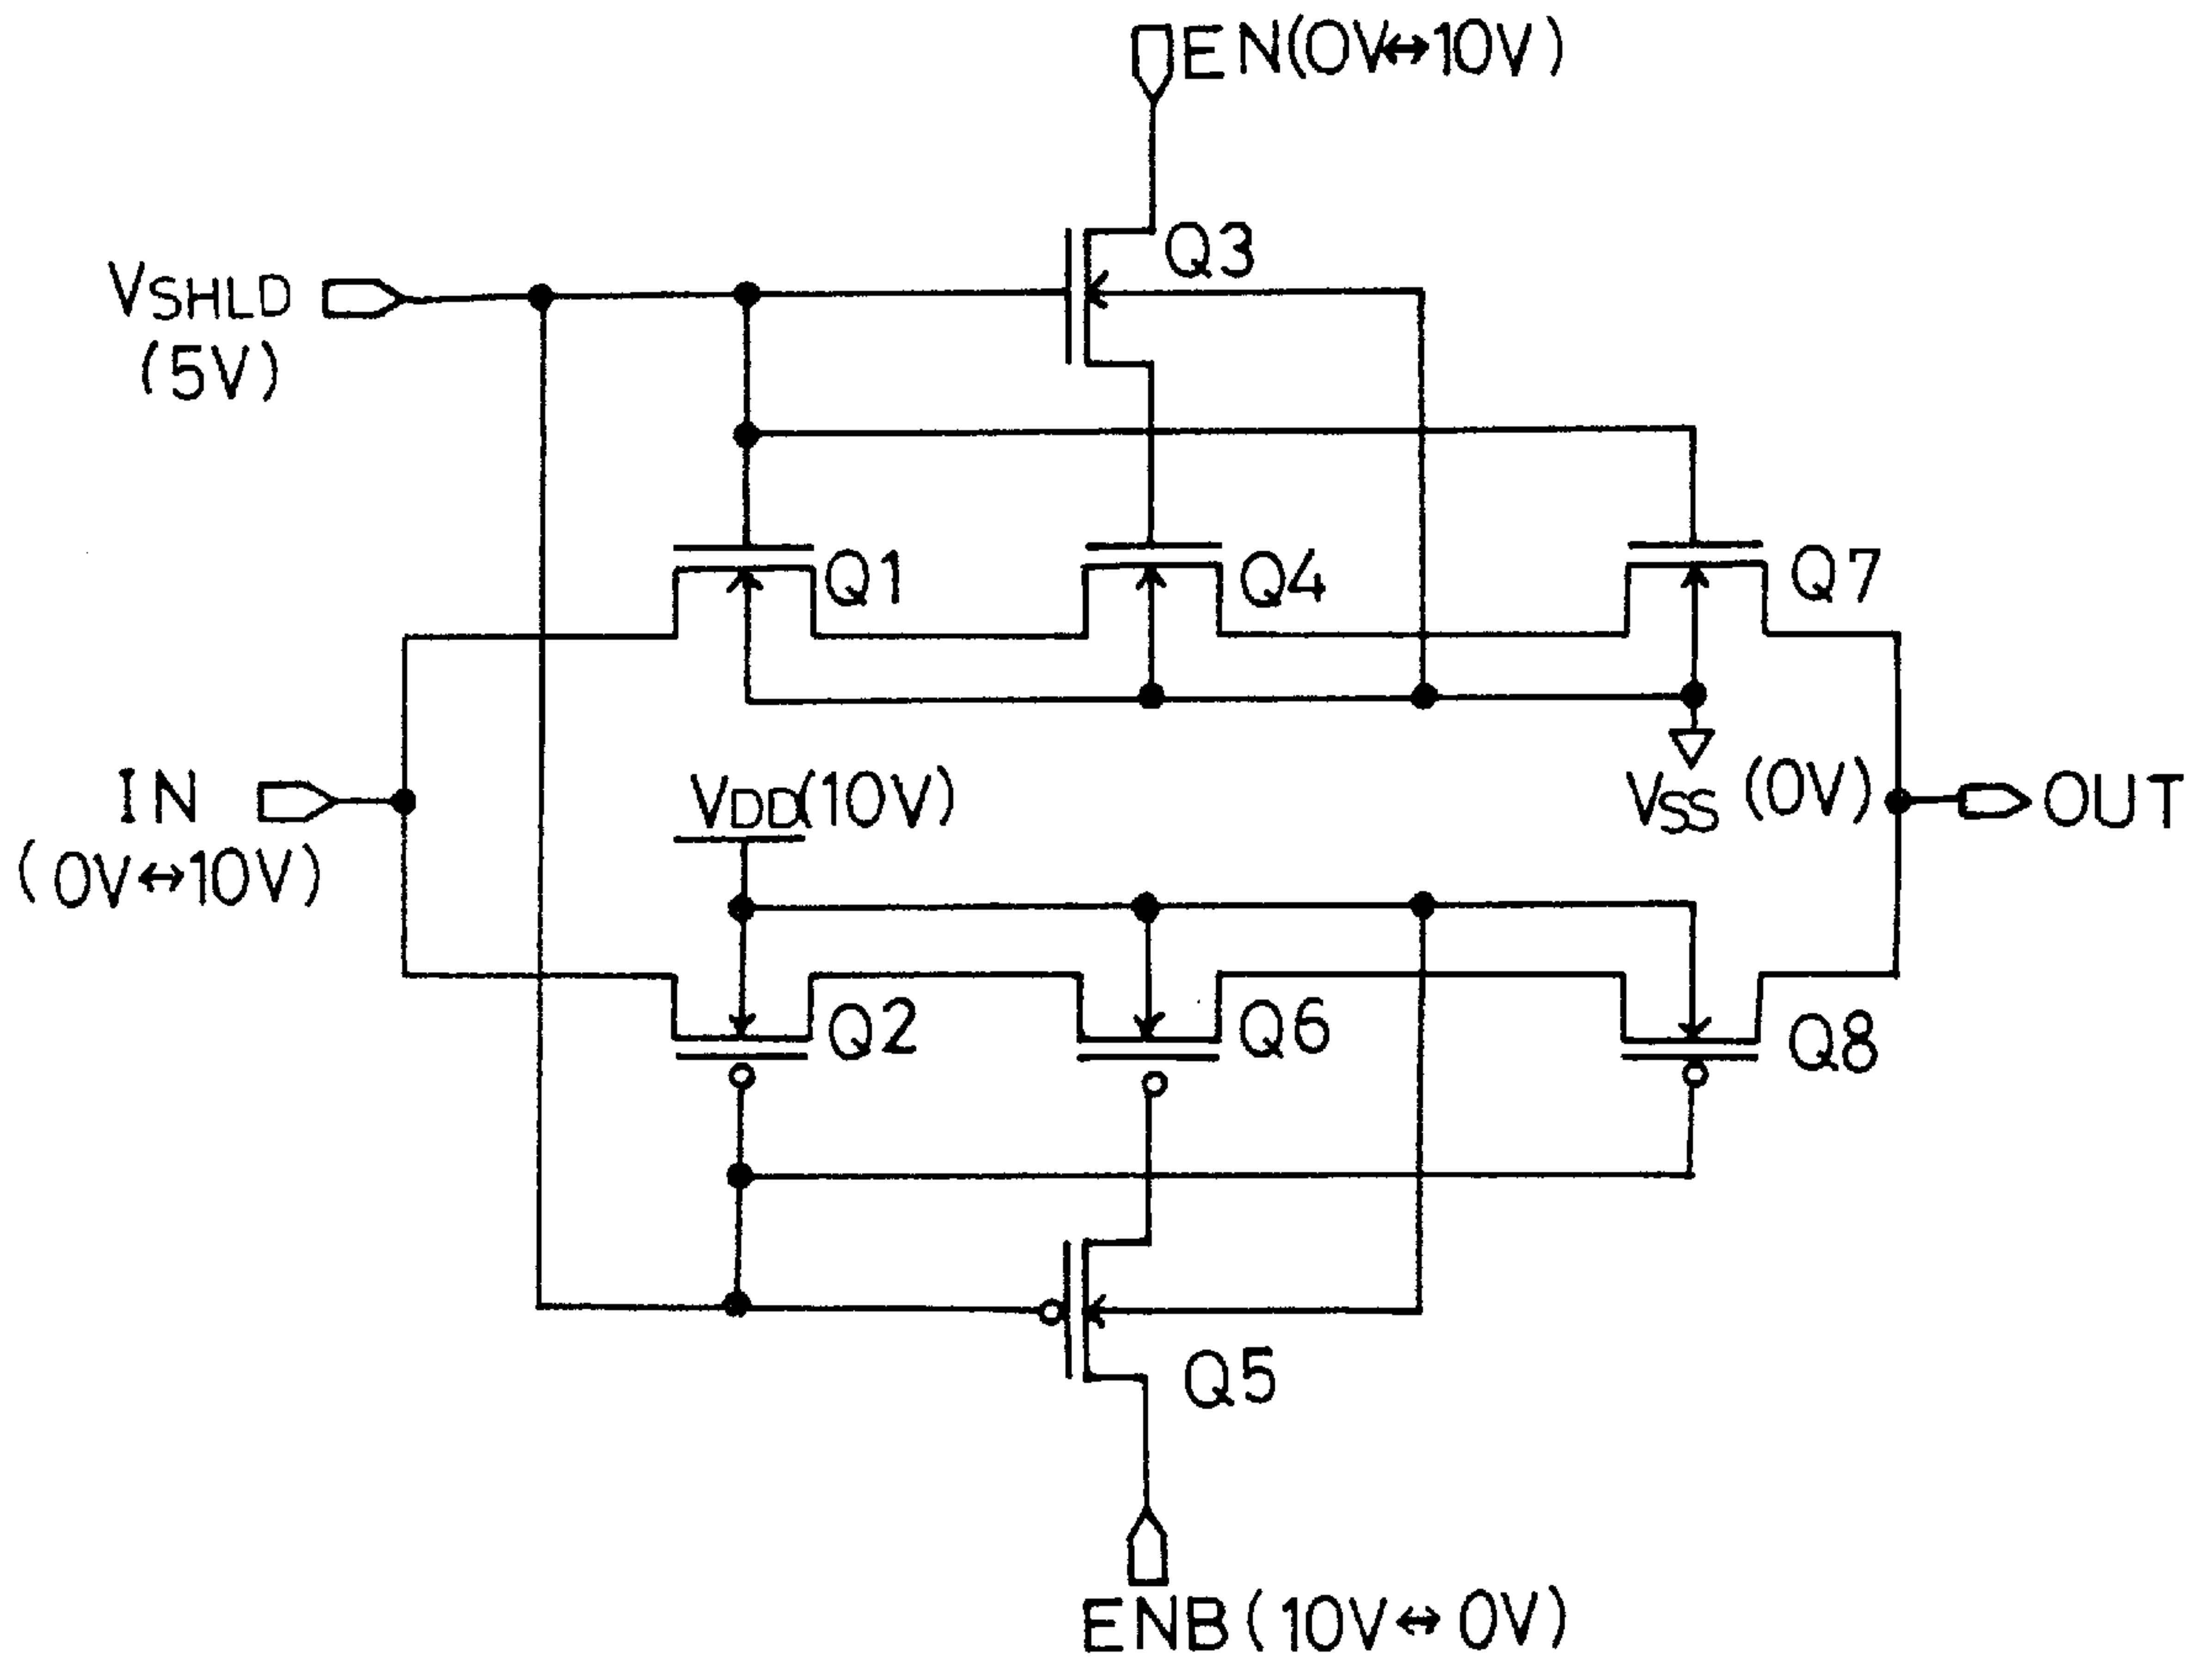 EN(0V↔10V)
Q3
VSHLD
(5V)
Q1
Q4
Q7
IN
(0V↔10V)
VDD(10V)
VSS (0V)
OUT
Q2
Q6
Q8
Q5
ENB(10V↔0V)